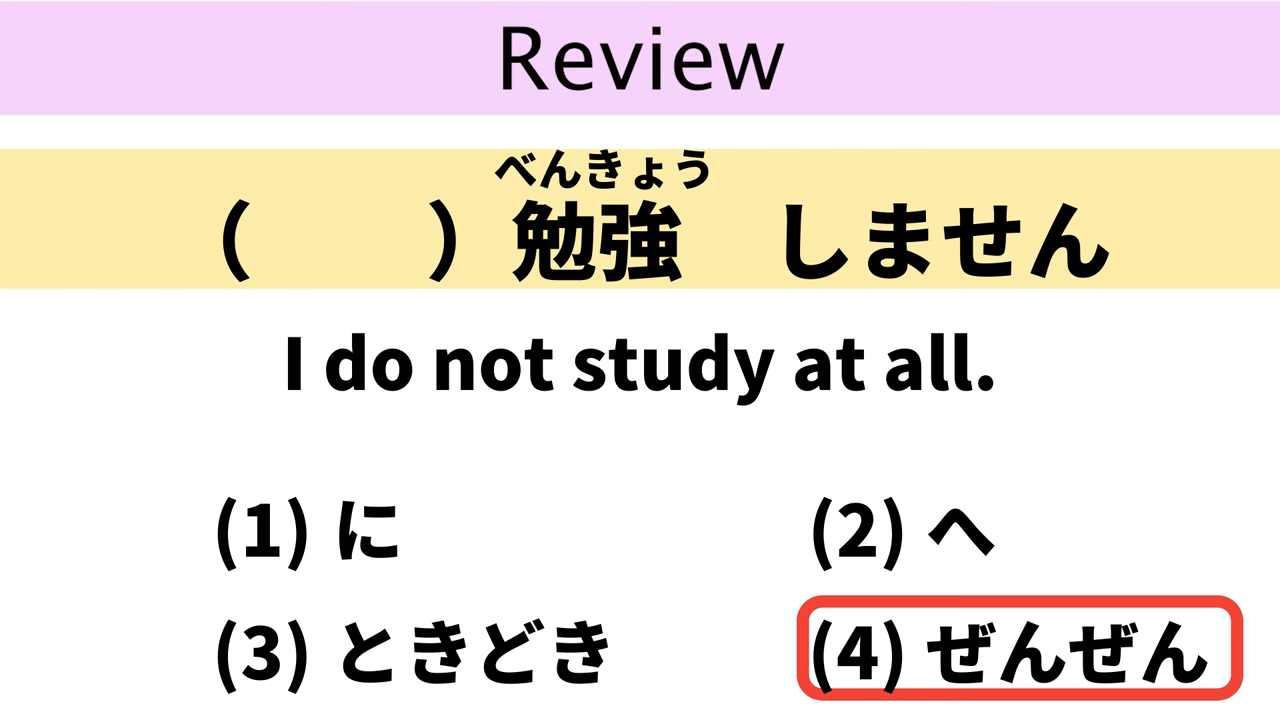 Review
べんきょう
（　　）勉強　しません
I do not study at all.
(1) に
(2) へ
(3) ときどき
(4) ぜんぜん